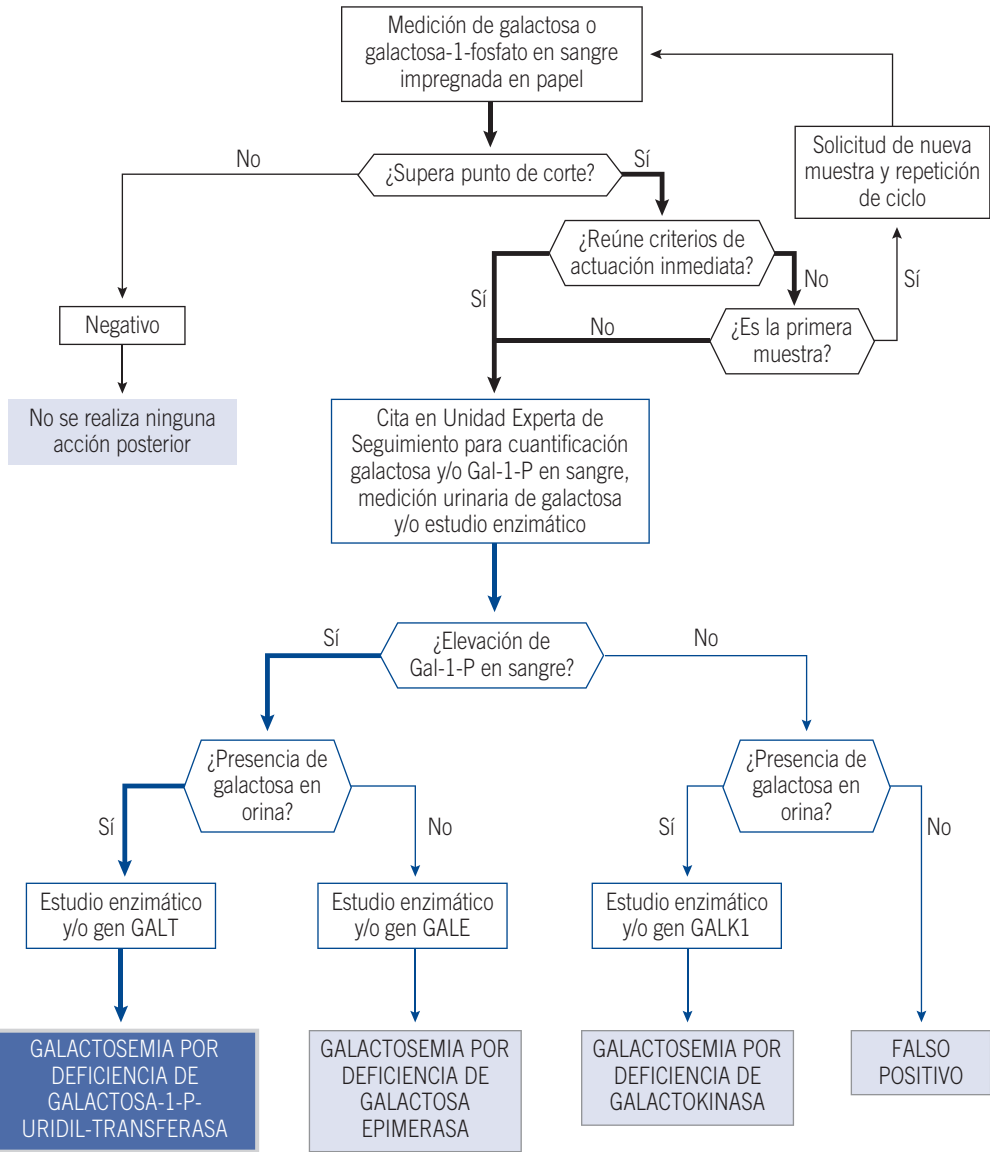 Medición de galactosa o
galactosa-1-fosfato en sangre
impregnada en papel
Solicitud de nueva
muestra y repetición
de ciclo
No
¿Supera punto de corte?
Sí
¿Reúne criterios de
actuación inmediata?
Sí
No
Sí
Negativo
No
¿Es la primera
muestra?
No se realiza ninguna
acción posterior
Cita en Unidad Experta de
Seguimiento para cuantificación
galactosa y/o Gal-1-P en sangre,
medición urinaria de galactosa
y/o estudio enzimático
Sí
¿Elevación de
Gal-1-P en sangre?
No
¿Presencia de
galactosa en
orina?
Sí
No
¿Presencia de
galactosa en
orina?
Sí
No
Estudio enzimático
y/o gen GALT
Estudio enzimático
y/o gen GALE
Estudio enzimático
y/o gen GALK1
GALACTOSEMIA POR
DEFICIENCIA DE
GALACTOSA-1-P-
URIDIL-TRANSFERASA
GALACTOSEMIA POR
DEFICIENCIA DE
GALACTOSA
EPIMERASA
GALACTOSEMIA POR
DEFICIENCIA DE
GALACTOKINASA
FALSO
POSITIVO